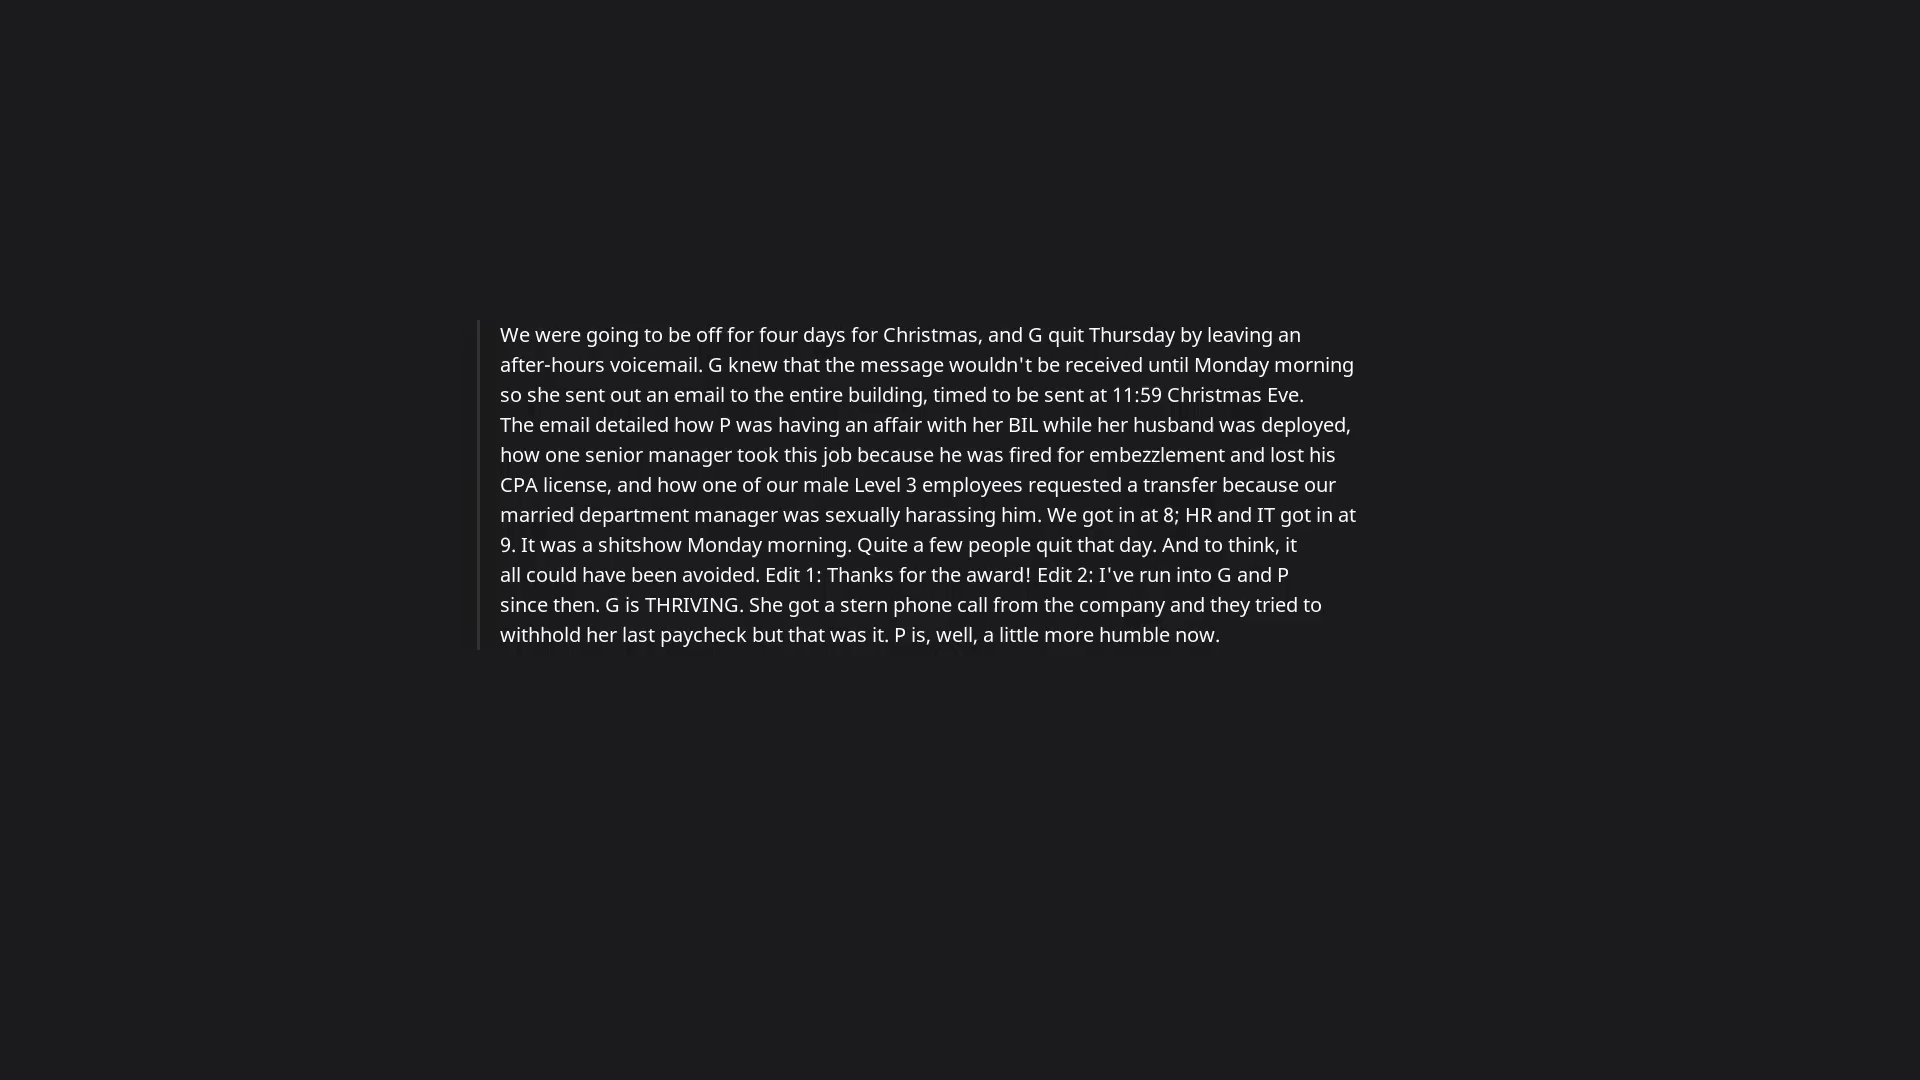 We were going to be off for four days for Christmas, and G quit Thursday by leaving an
after-hours voicemail. G knew that the message wouldn't be received until Monday morning
so she sent out an email to the entire building, timed to be sent at 11:59 Christmas Eve.
The email detailed how P was having an affair with her BIL while her husband was deployed,
how one senior manager took this job because he was fired for embezzlement and lost his
CPA license, and how one of our male Level 3 employees requested a transfer because our
married department manager was sexually harassing him. We got in at 8; HR and IT got in at
9. It was a shitshow Monday morning. Quite a few people quit that day. And to think, it
all could have been avoided. Edit 1: Thanks for the award! Edit 2: I've run into G and P
since then. G is THRIVING. She got a stern phone call from the company and they tried to
withhold her last paycheck but that was it. P is, well, a little more humble now.